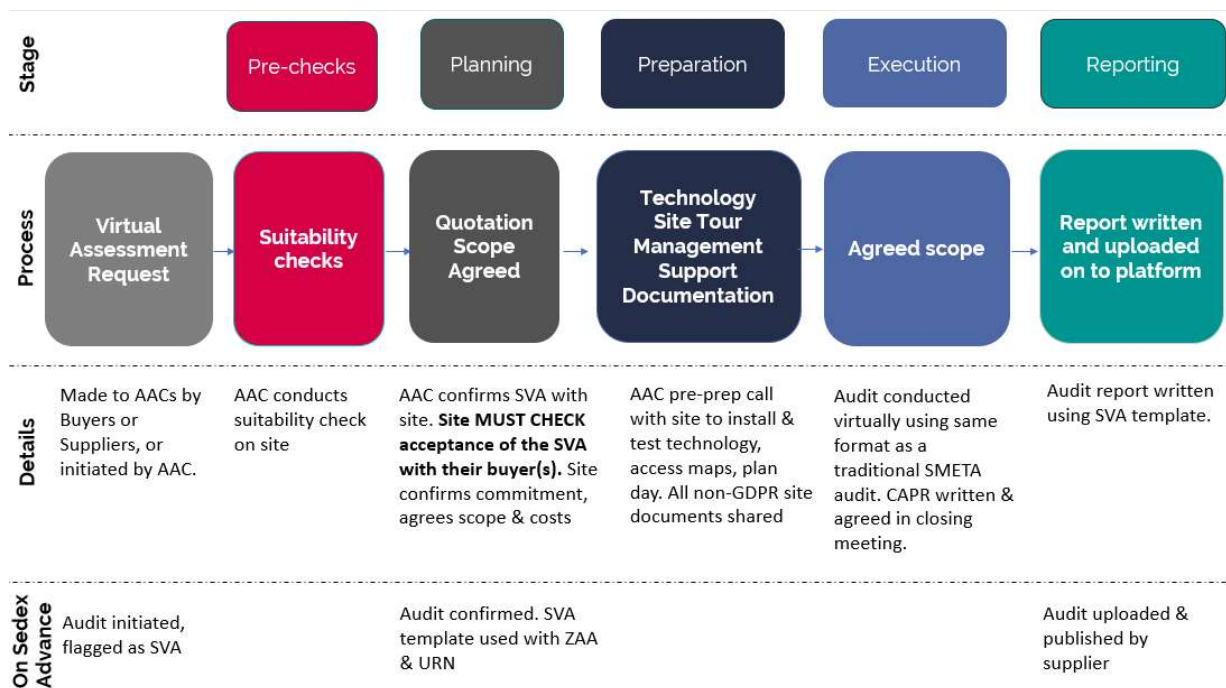 Stage
Pre-checks
Planning
Preparation
Execution
Reporting
Process
Virtual
Assessment
Request
Suitability
checks
Quotation
Scope
Agreed
Technology
Site Tour
Management
Support
Documentation
Agreed scope
Report written
and uploaded
on to platform
Details
Made to AACs by
Buyers or
Suppliers, or
initiated by AAC.
AAC conducts
suitability check
on site
AAC confirms SVA with
site. Site MUST CHECK
acceptance of the SVA
with their buyer(s). Site
confirms commitment,
agrees scope & costs
AAC pre-prep call
with site to install &
test technology,
access maps, plan
day. All non-GDPR site
documents shared
Audit conducted
virtually using same
format as a
traditional SMETA
audit. CAPR written &
agreed in closing
meeting.
Audit report written
using SVA template.
On Sedex
Advance
Audit initiated,
flagged as SVA
Audit confirmed. SVA
template used with ZAA
& URN
Audit uploaded &
published by
supplier